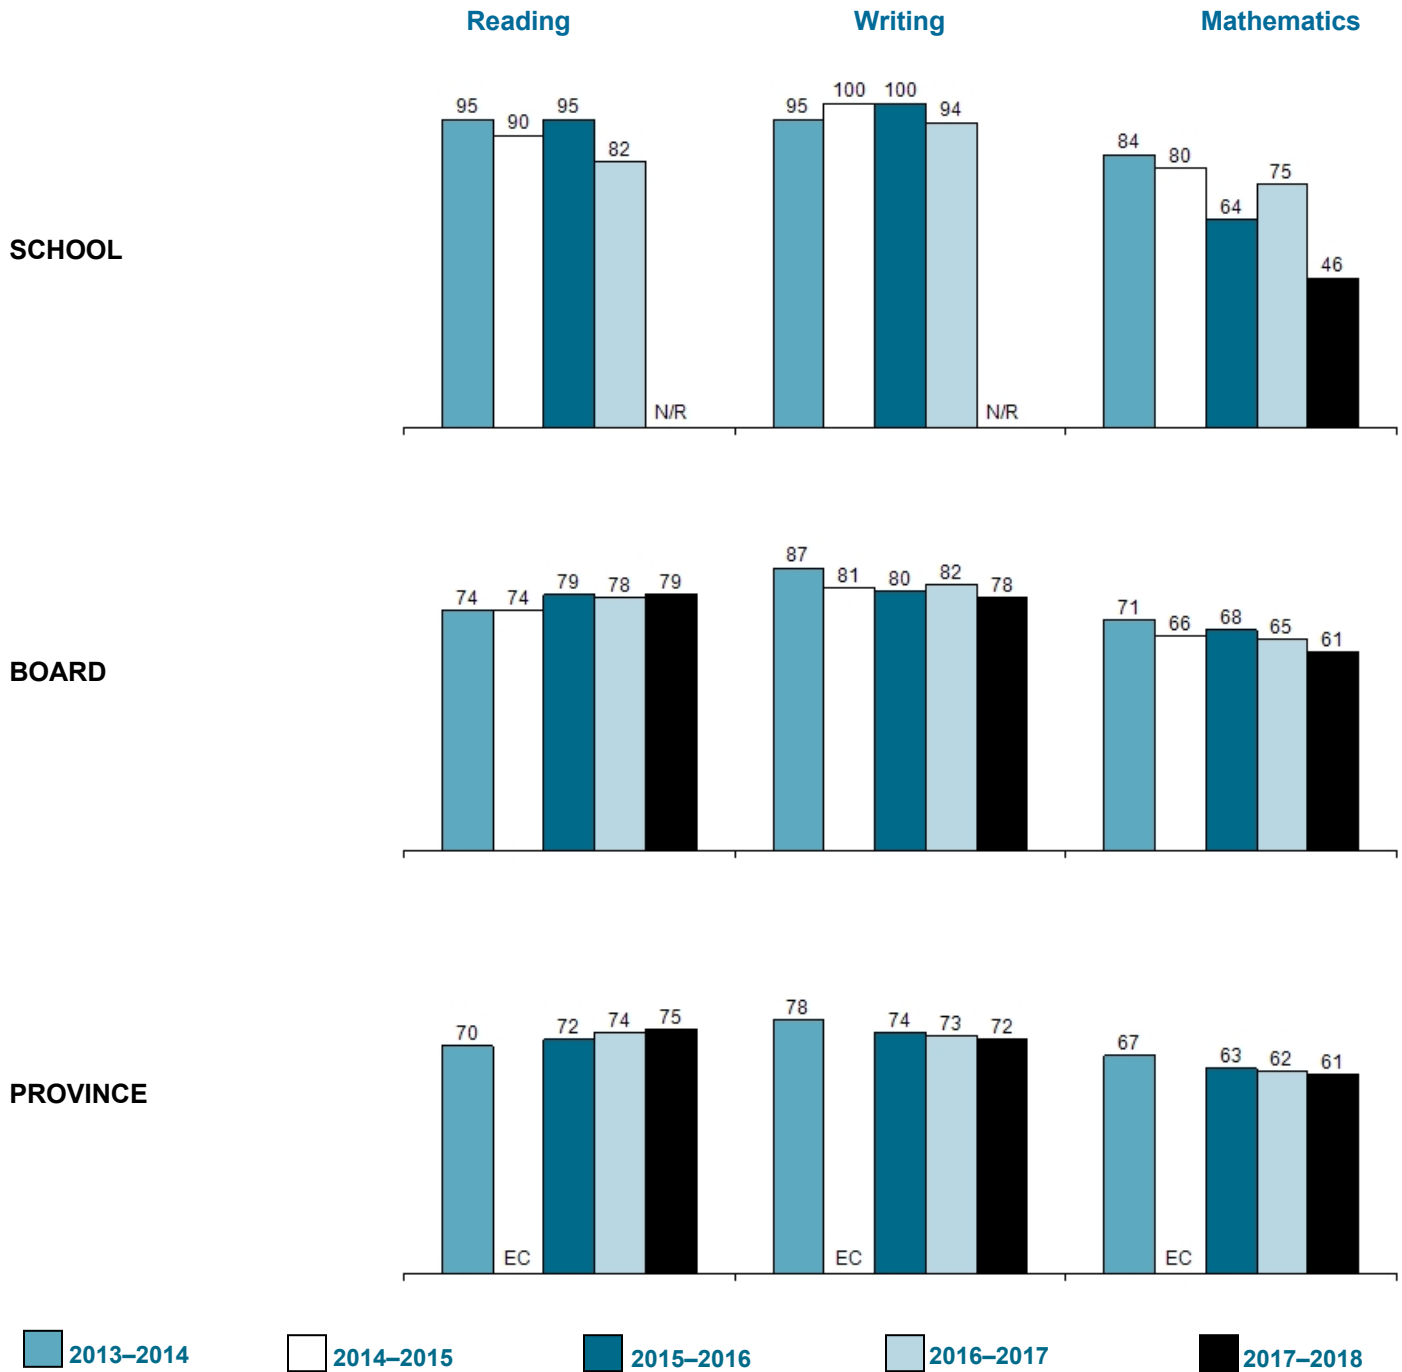 Reading Writing Mathematics
SCHOOL
95 90 95 82 N/R
95 100 100 94 N/R
84 80 64 75 46
BOARD
74 74 79 78 79
87 81 80 82 78
71 66 68 65 61
PROVINCE
70 EC 72 74 75
78 EC 74 73 72
67 EC 63 62 61
2013–2014 2014–2015 2015–2016 2016–2017 2017–2018